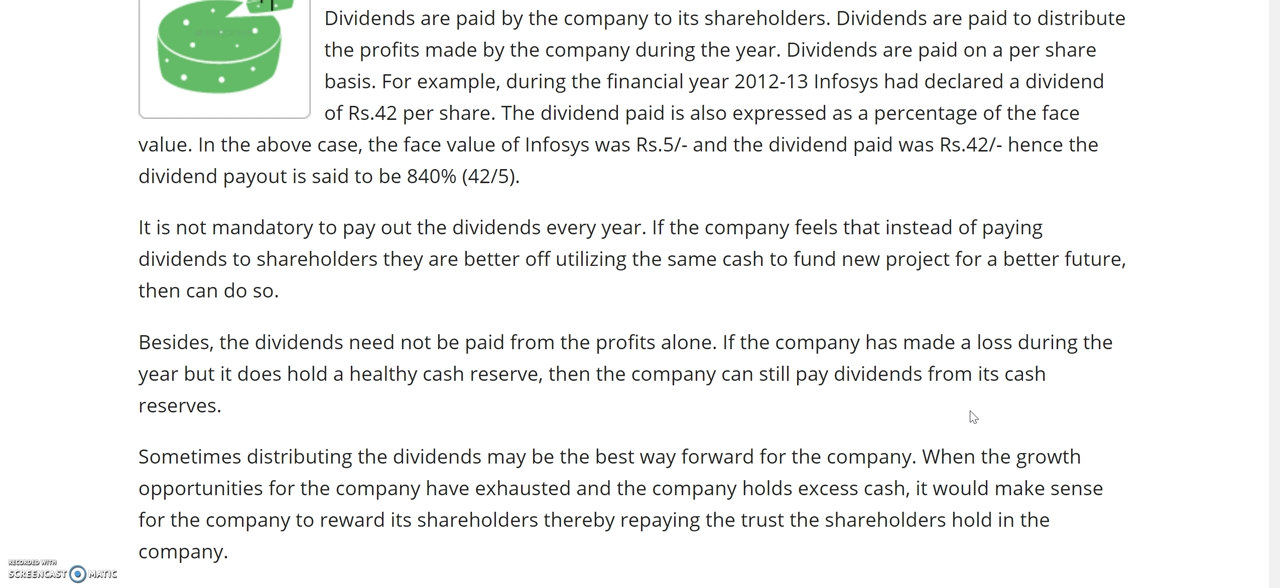 Dividends are paid by the company to its shareholders. Dividends are paid to distribute
the profits made by the company during the year. Dividends are paid on a per share
basis. For example, during the financial year 2012-13 Infosys had declared a dividend
of Rs.42 per share. The dividend paid is also expressed as a percentage of the face
value. In the above case, the face value of Infosys was Rs.5/- and the dividend paid was Rs.42/- hence the
dividend payout is said to be 840% (42/5).
It is not mandatory to pay out the dividends every year. If the company feels that instead of paying
dividends to shareholders they are better off utilizing the same cash to fund new project for a better future,
then can do so.
Besides, the dividends need not be paid from the profits alone. If the company has made a loss during the
year but it does hold a healthy cash reserve, then the company can still pay dividends from its cash
reserves.
Sometimes distributing the dividends may be the best way forward for the company. When the growth
opportunities for the company have exhausted and the company holds excess cash, it would make sense
for the company to reward its shareholders thereby repaying the trust the shareholders hold in the
company.
RECORDED WITH
SCREENCAST MATIC